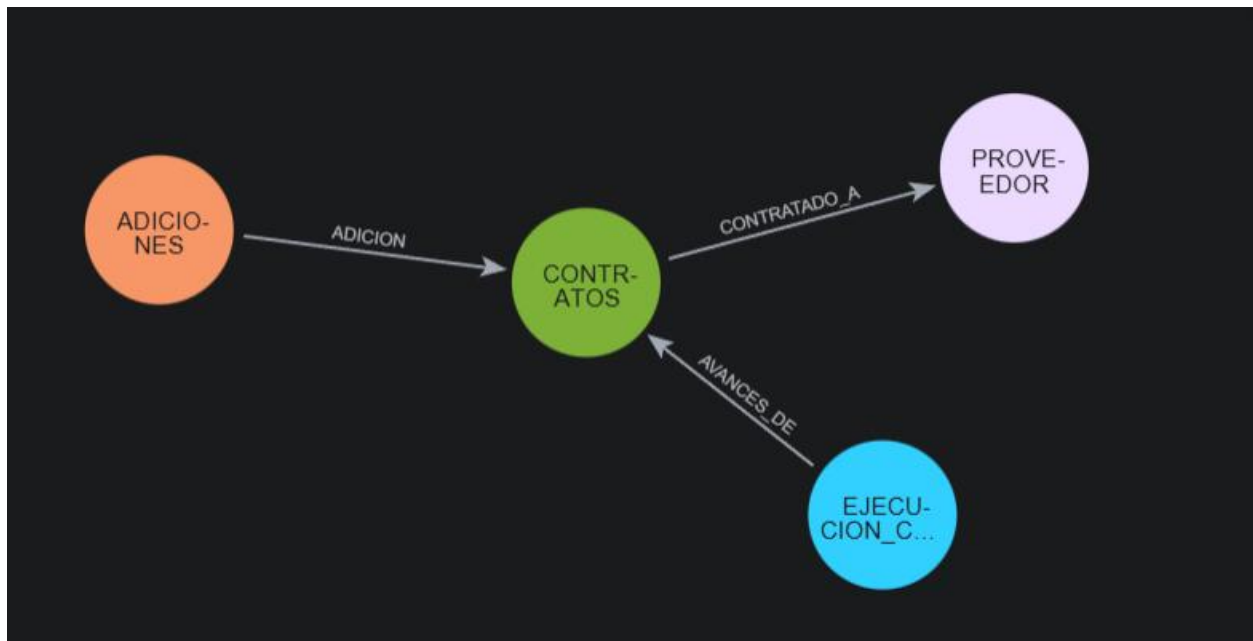 ADICIO-
NES
ADICION
CONTR-
ATOS
CONTRATADO_A
PROVE-
EDOR
AVANCES_DE
EJECU-
CION_C...